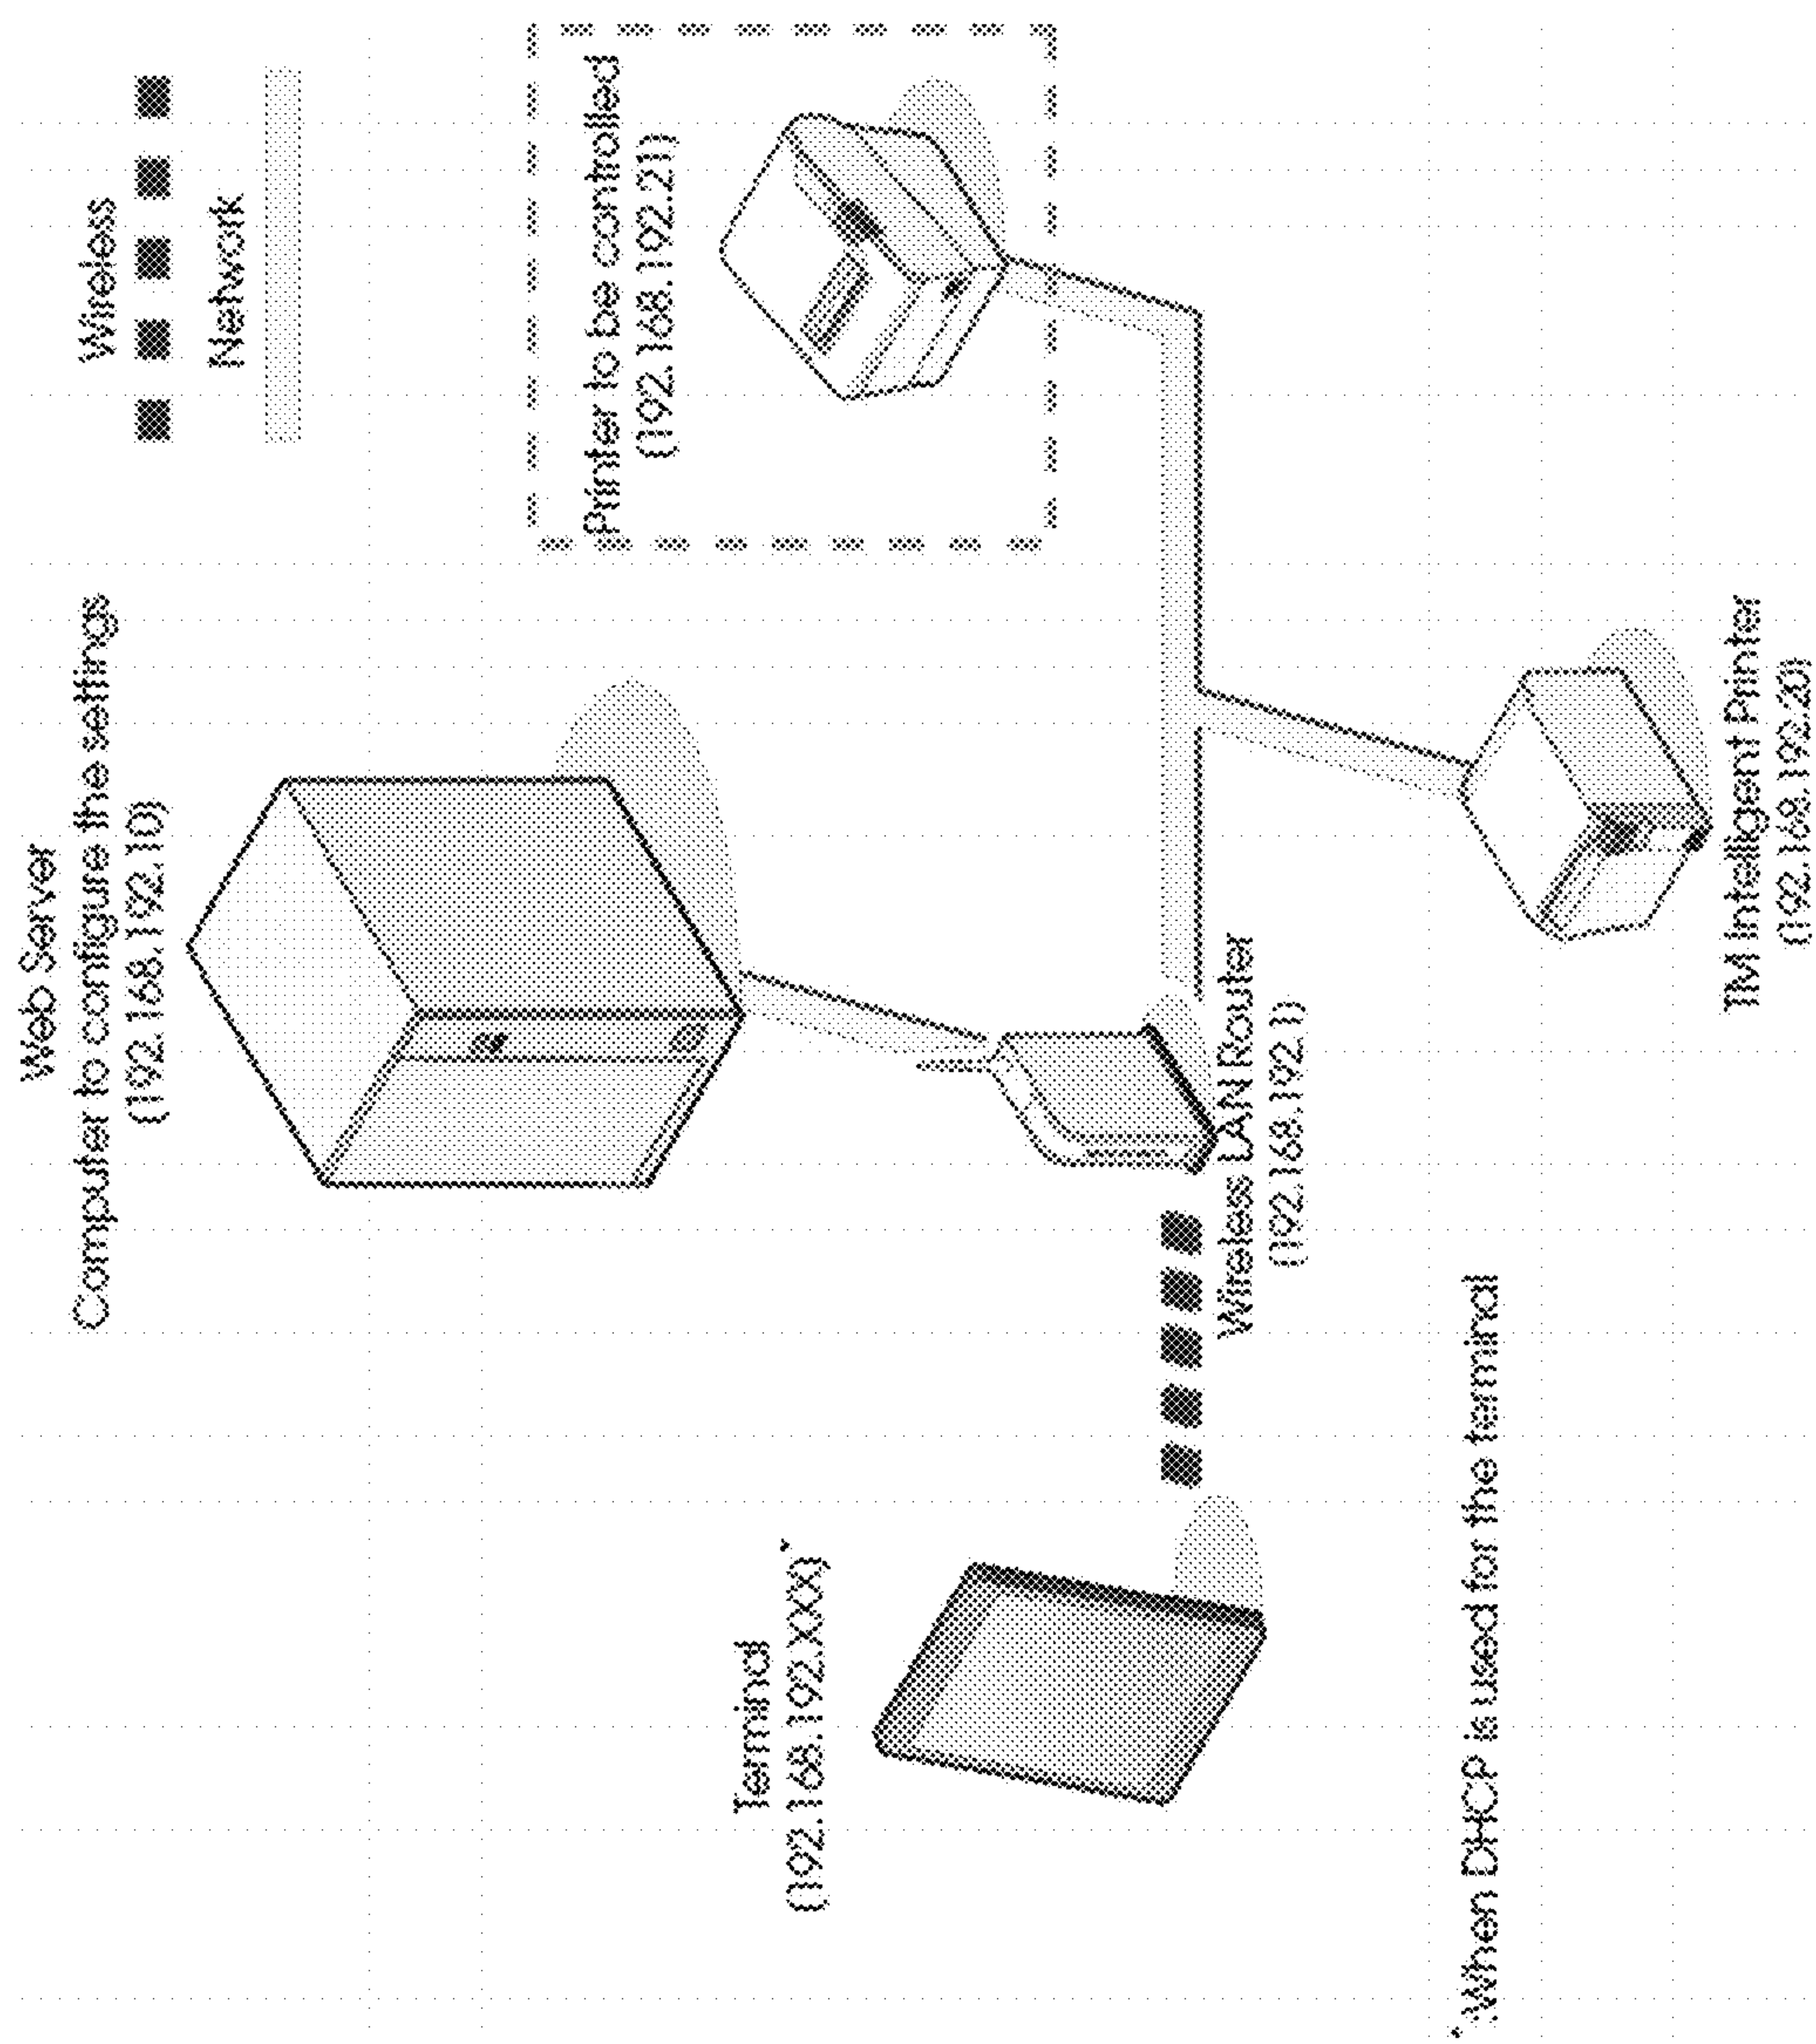 Web Server
Computer to configure the settings
(192.168.192.10)
Wireless
Network
Printer to be controlled
(192.168.192.21)
Terminal
(192.168.192.XXX)*
Wireless LAN Router
(192.168.192.1)
TM Intelligent Printer
(192.168.192.20)
*When DHCP is used for the terminal